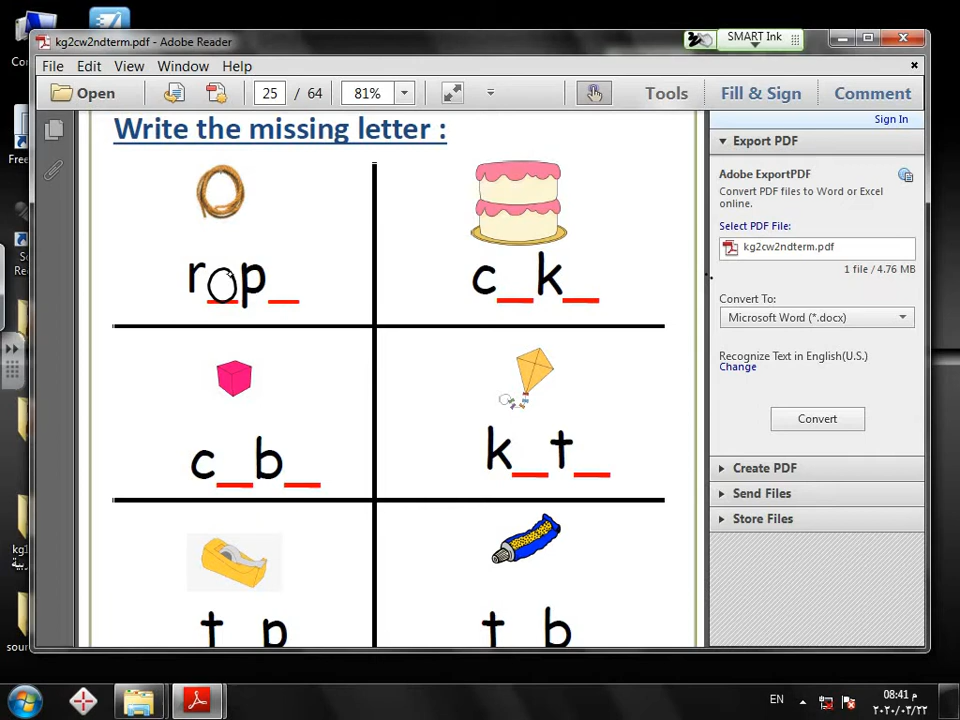 kg2cw2ndterm.pdf - Adobe Reader
SMART Ink
File Edit View Window Help
Open 25 / 64 81% Tools Fill & Sign Comment
Sign In
Write the missing letter :
rop_
c_k_
c_b_
k_t_
t p
t b
Export PDF
Adobe ExportPDF
Convert PDF files to Word or Excel
online.
Select PDF File:
kg2cw2ndterm.pdf
1 file / 4.76 MB
Convert To:
Microsoft Word (*.docx)
Recognize Text in English(U.S.)
Change
Convert
Create PDF
Send Files
Store Files
EN
08:41 م
٢٠٢٠/٠٣/٢٢